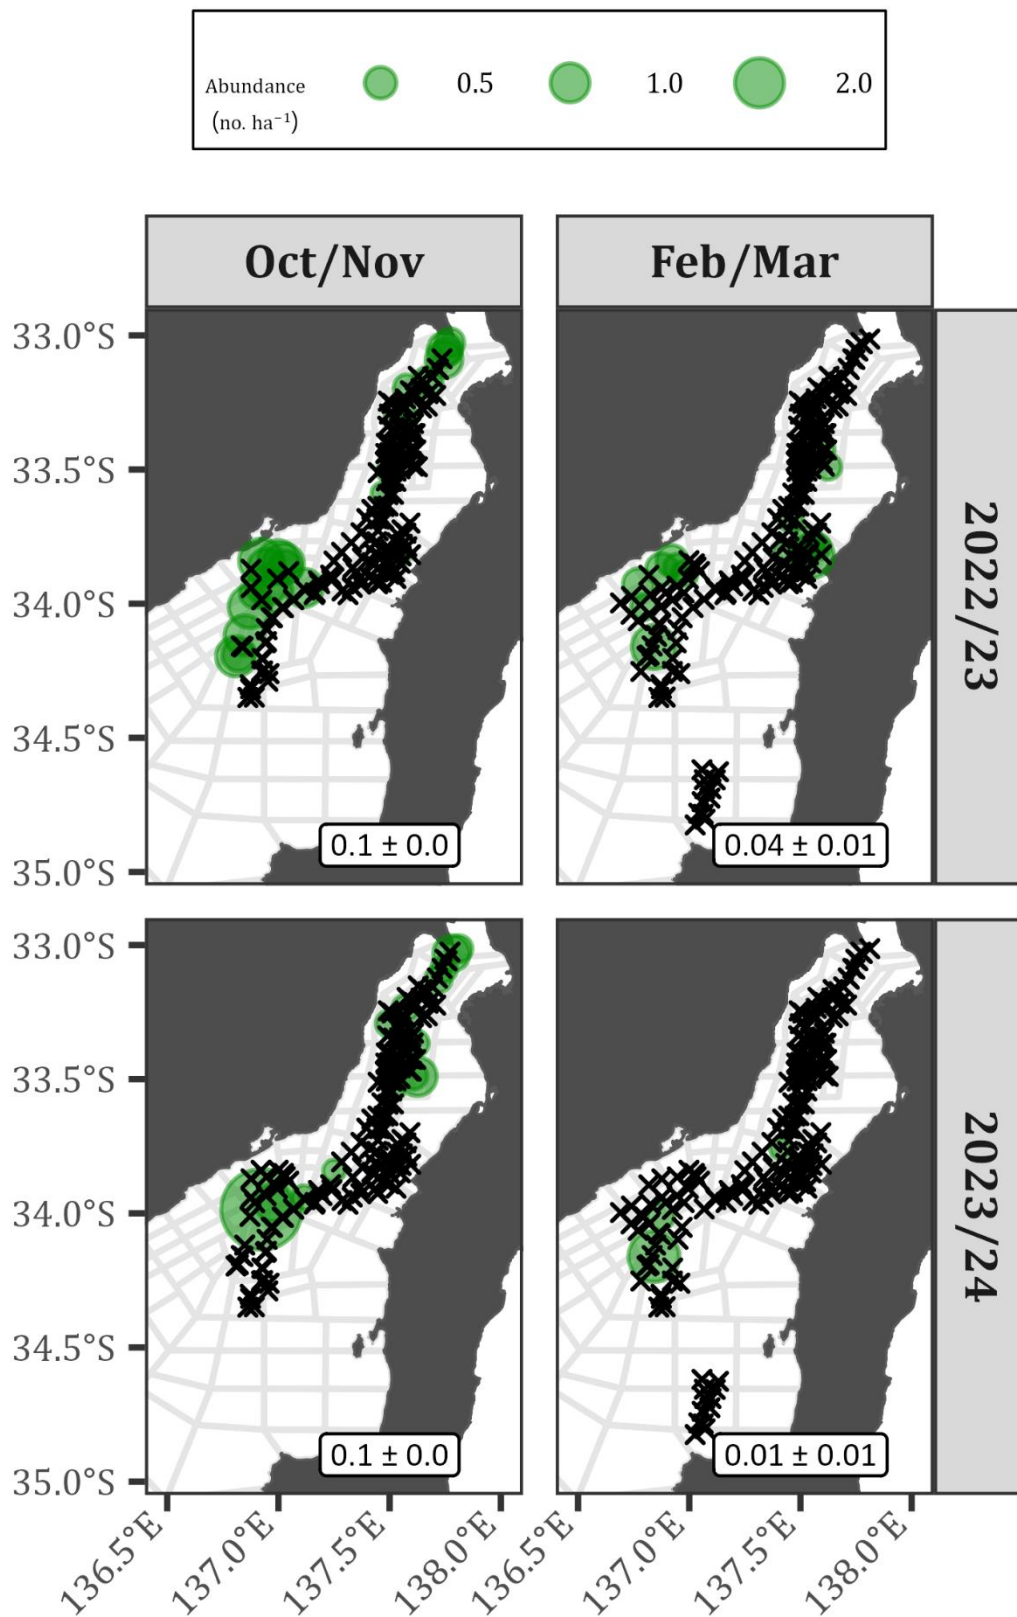 Abundance
(no. ha⁻¹)
0.5
1.0
2.0
Oct/Nov
Feb/Mar
33.0°S
33.5°S
34.0°S
34.5°S
35.0°S
0.1 ± 0.0
0.04 ± 0.01
2022/23
33.0°S
33.5°S
34.0°S
34.5°S
35.0°S
0.1 ± 0.0
0.01 ± 0.01
2023/24
136.5°E
137.0°E
137.5°E
138.0°E
136.5°E
137.0°E
137.5°E
138.0°E